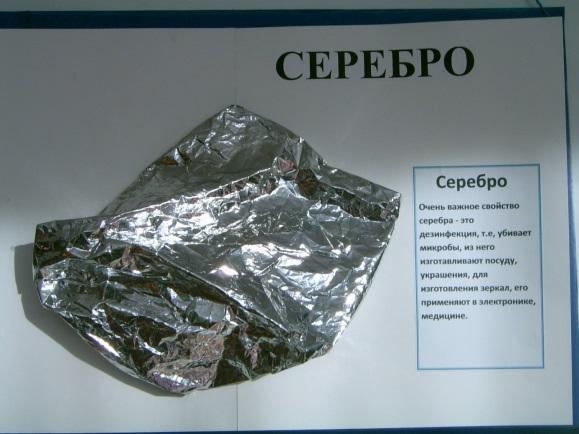 СЕРЕБРО
Серебро
Очень важное свойство
серебра - это
дезинфекция, т.е, убивает
микробы, из него
изготавливают посуду,
украшения, для
изготовления зеркал, его
применяют в электронике,
медицине.